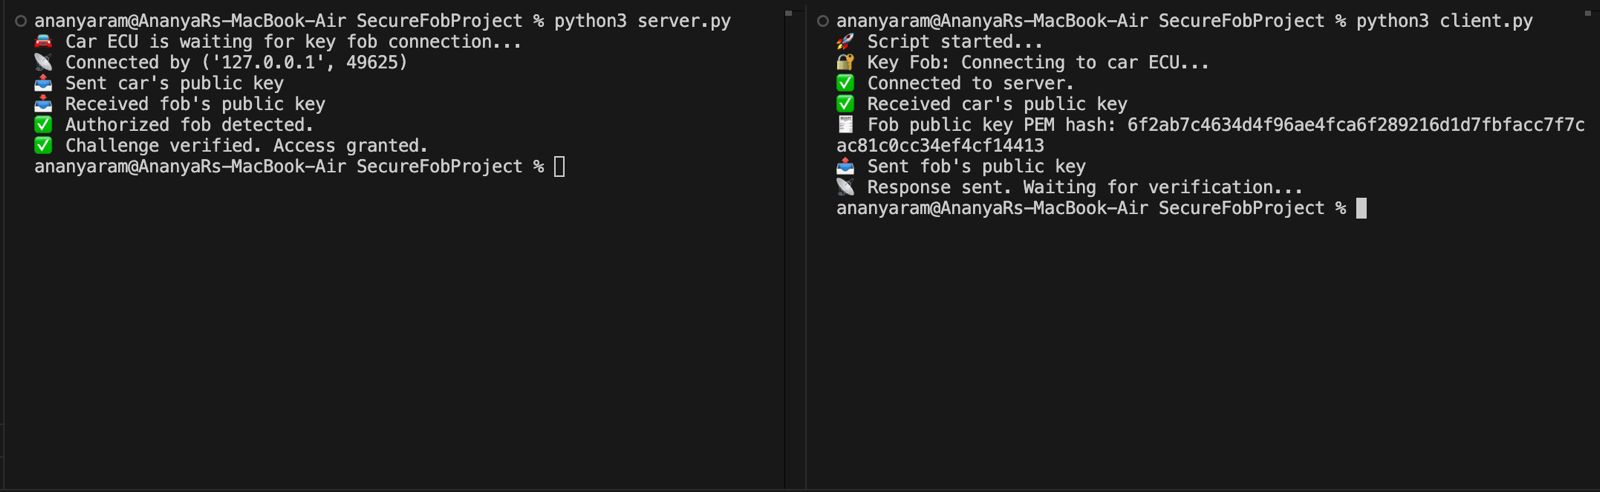 ananyaram@AnanyaRs-MacBook-Air SecureFobProject % python3 server.py
🚘 Car ECU is waiting for key fob connection...
📡 Connected by ('127.0.0.1', 49625)
📤 Sent car's public key
📥 Received fob's public key
✅ Authorized fob detected.
✅ Challenge verified. Access granted.
ananyaram@AnanyaRs-MacBook-Air SecureFobProject %
ananyaram@AnanyaRs-MacBook-Air SecureFobProject % python3 client.py
🚀 Script started...
🔐 Key Fob: Connecting to car ECU...
✅ Connected to server.
✅ Received car's public key
🧾 Fob public key PEM hash: 6f2ab7c4634d4f96ae4fca6f289216d1d7fbfacc7f7c
ac81c0cc34ef4cf14413
📤 Sent fob's public key
📡 Response sent. Waiting for verification...
ananyaram@AnanyaRs-MacBook-Air SecureFobProject %